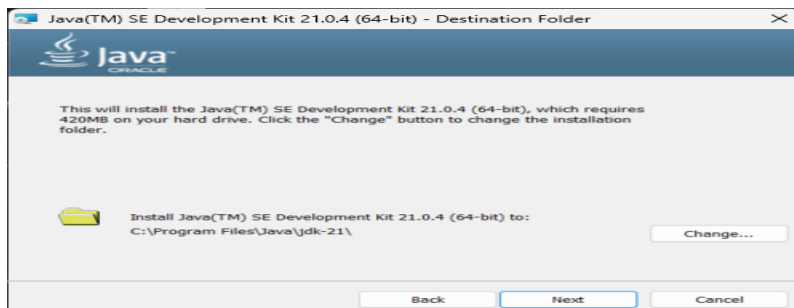 Java(TM) SE Development Kit 21.0.4 (64-bit) - Destination Folder
Java™
ORACLE
This will install the Java(TM) SE Development Kit 21.0.4 (64-bit), which requires
420MB on your hard drive. Click the "Change" button to change the installation
folder.
Install Java(TM) SE Development Kit 21.0.4 (64-bit) to:
C:\Program Files\Java\jdk-21\
Change...
Back Next Cancel